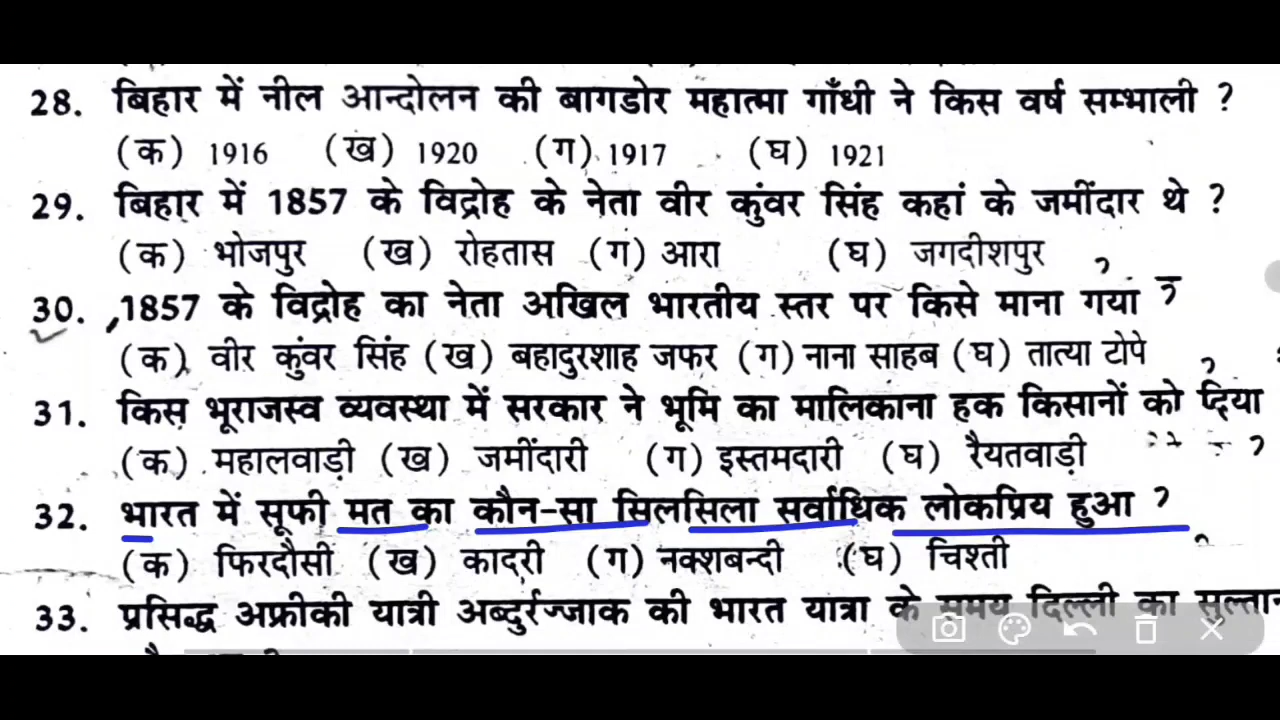 28. बिहार में नील आन्दोलन की बागडोर महात्मा गाँधी ने किस वर्ष सम्भाली ?
(क) 1916 (ख) 1920 (ग) 1917 (घ) 1921
29. बिहार में 1857 के विद्रोह के नेता वीर कुंवर सिंह कहां के जमींदार थे ?
(क) भोजपुर (ख) रोहतास (ग) आरा (घ) जगदीशपुर
30. 1857 के विद्रोह का नेता अखिल भारतीय स्तर पर किसे माना गया ?
(क) वीर कुंवर सिंह (ख) बहादुरशाह जफर (ग) नाना साहब (घ) तात्या टोपे
31. किस भूराजस्व व्यवस्था में सरकार ने भूमि का मालिकाना हक किसानों को दिया ?
(क) महालवाड़ी (ख) जमींदारी (ग) इस्तमदारी (घ) रैयतवाड़ी
32. भारत में सूफी मत का कौन-सा सिलसिला सर्वाधिक लोकप्रिय हुआ ?
(क) फिरदौसी (ख) कादरी (ग) नक्शबन्दी (घ) चिश्ती
33. प्रसिद्ध अफ्रीकी यात्री अब्दुर्रज्जाक की भारत यात्रा के समय दिल्ली का